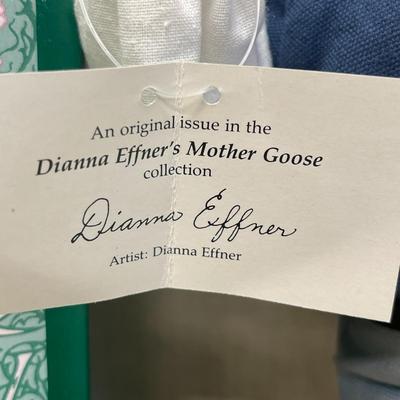 An original issue in the
Dianna Effner's Mother Goose
collection
Dianna Effner
Artist: Dianna Effner